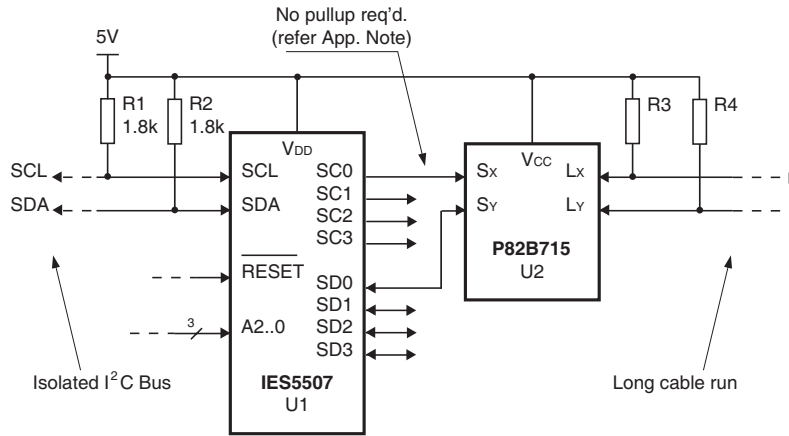 No pullup req'd.
(refer App. Note)
5V
R1
1.8k
R2
1.8k
R3
R4
VDD
VCC
SCL
SDA
SCL
SDA
RESET
A2..0
3
SC0
SC1
SC2
SC3
SD0
SD1
SD2
SD3
SX
SY
LX
LY
P82B715
U2
IES5507
U1
Isolated I²C Bus
Long cable run